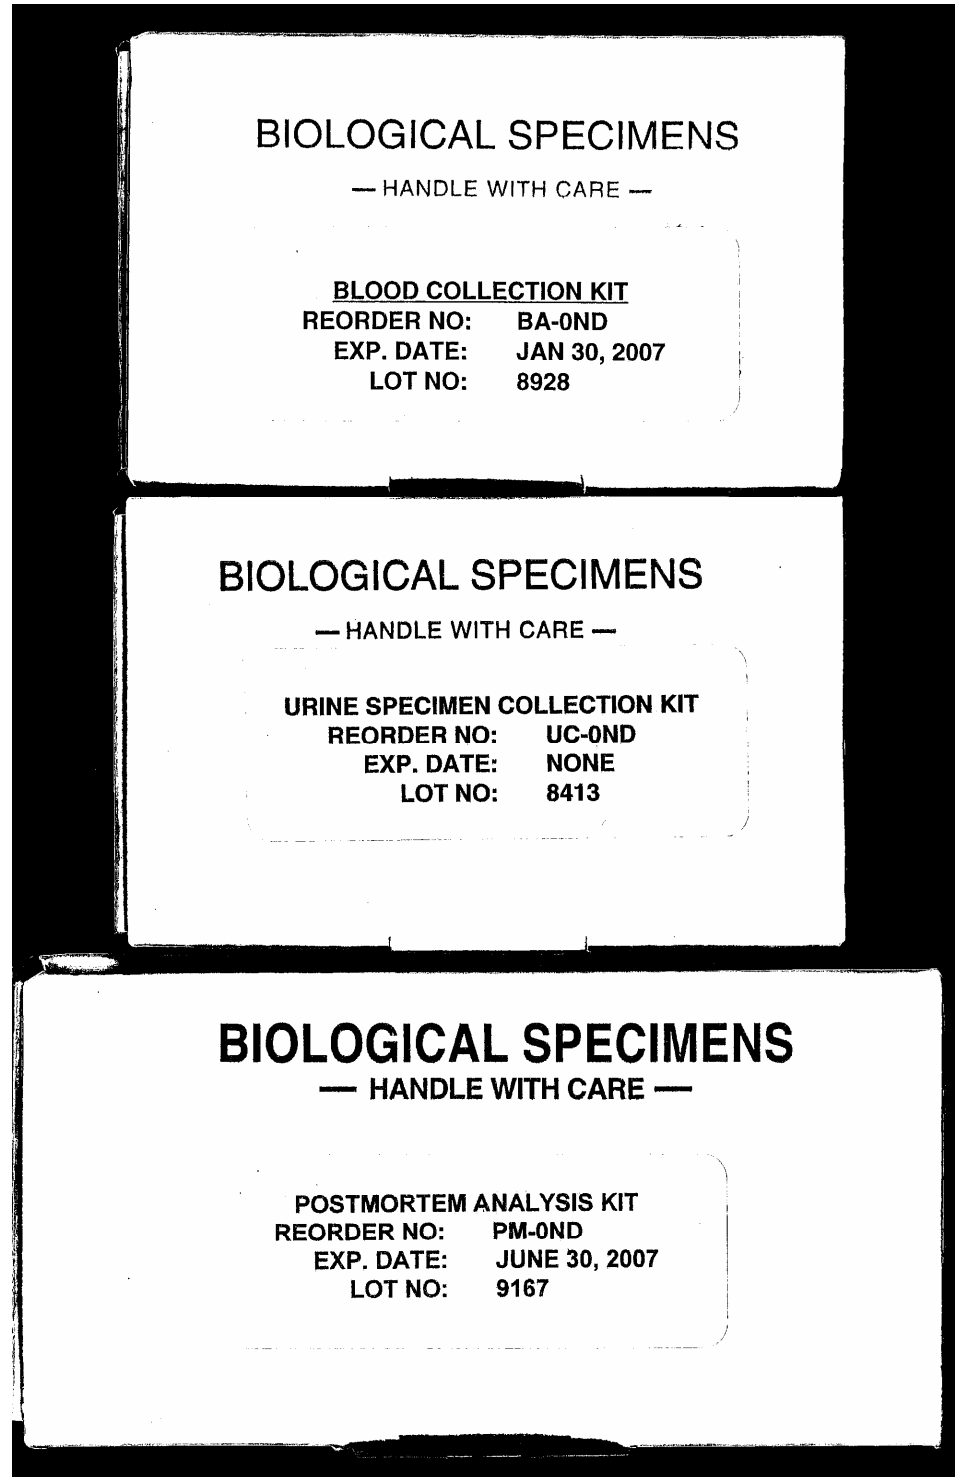 BIOLOGICAL SPECIMENS
— HANDLE WITH CARE —
BLOOD COLLECTION KIT
REORDER NO: BA-0ND
EXP. DATE: JAN 30, 2007
LOT NO: 8928
BIOLOGICAL SPECIMENS
— HANDLE WITH CARE —
URINE SPECIMEN COLLECTION KIT
REORDER NO: UC-0ND
EXP. DATE: NONE
LOT NO: 8413
BIOLOGICAL SPECIMENS
— HANDLE WITH CARE —
POSTMORTEM ANALYSIS KIT
REORDER NO: PM-0ND
EXP. DATE: JUNE 30, 2007
LOT NO: 9167